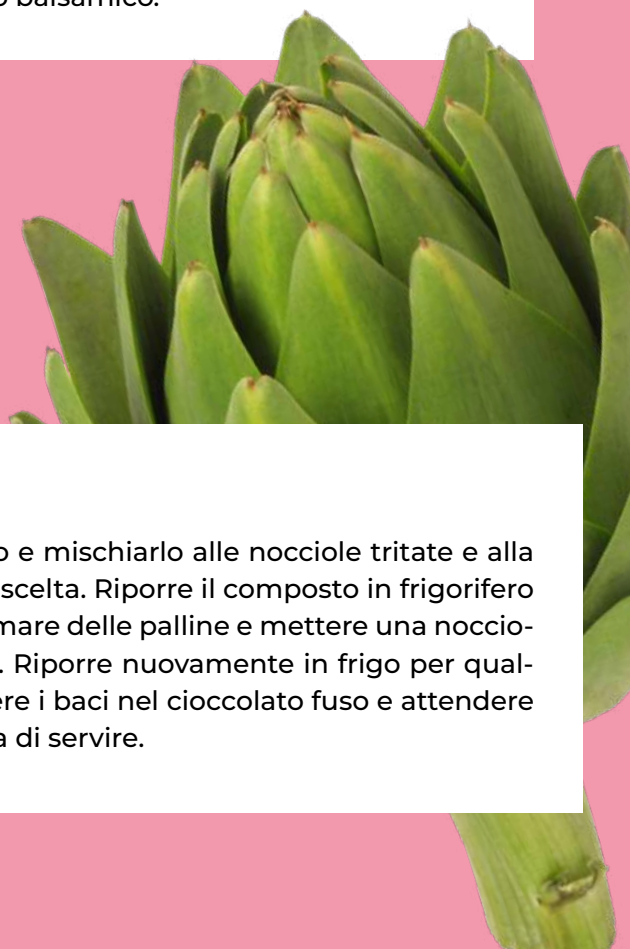 balsamico.
e mischiarlo alle nocciole tritate e alla
scelta. Riporre il composto in frigorifero
mare delle palline e mettere una noccio-
. Riporre nuovamente in frigo per qual-
ere i baci nel cioccolato fuso e attendere
a di servire.